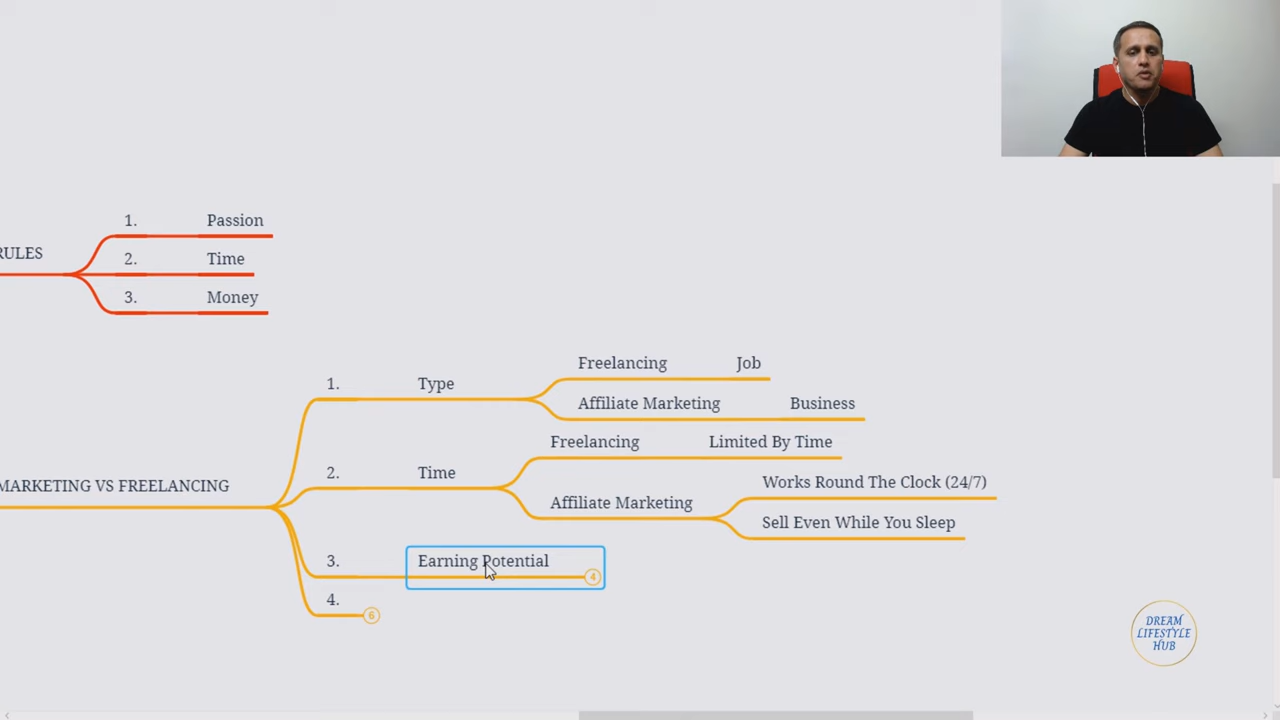 RULES
1. Passion
2. Time
3. Money
MARKETING VS FREELANCING
1. Type
Freelancing Job
Affiliate Marketing Business
2. Time
Freelancing Limited By Time
Affiliate Marketing
Works Round The Clock (24/7)
Sell Even While You Sleep
3. Earning Potential 4
4. 6
DREAM
LIFESTYLE
HUB